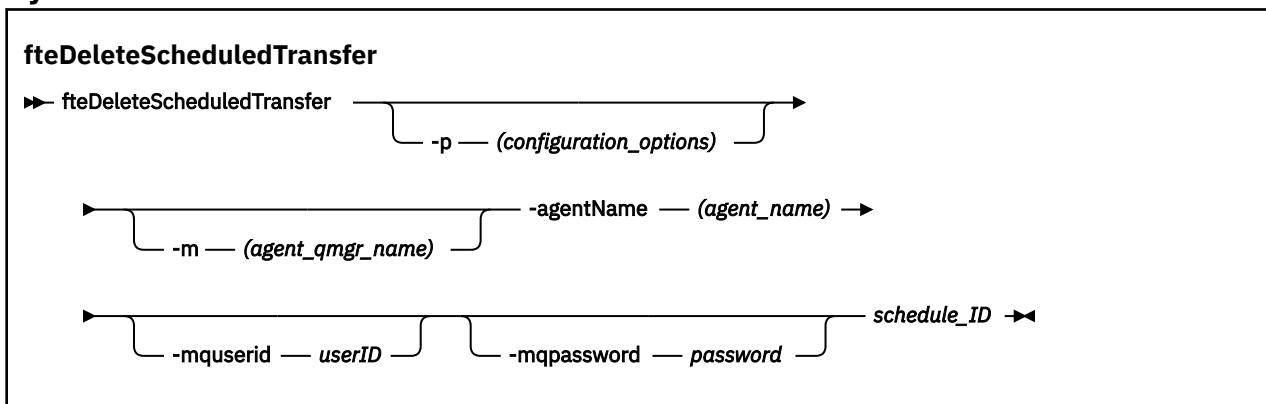 fteDeleteScheduledTransfer
fteDeleteScheduledTransfer
-p (configuration_options)
-agentName (agent_name)
-m (agent_qmgr_name)
schedule_ID
-mquserid userID -mqpassword password